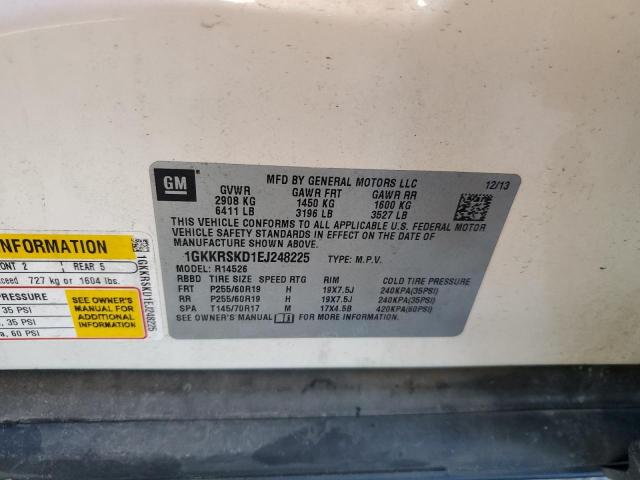 GM
MFD BY GENERAL MOTORS LLC
12/13
GVWR GAWR FRT GAWR RR
2908 KG 1450 KG 1600 KG
6411 LB 3196 LB 3527 LB
THIS VEHICLE CONFORMS TO ALL APPLICABLE U.S. FEDERAL MOTOR
VEHICLE SAFETY STANDARDS IN EFFECT ON THE DATE OF
MANUFACTURE SHOWN ABOVE.
1GKKRSKD1EJ248225 TYPE: M.P.V.
MODEL: R14526
RBBD TIRE SIZE SPEED RTG RIM COLD TIRE PRESSURE
FRT P255/60R19 H 19X7.5J 240KPA(35PSI)
RR P255/60R19 H 19X7.5J 240KPA(35PSI)
SPA T145/70R17 M 17X4.5B 420KPA(60PSI)
SEE OWNER'S MANUAL FOR MORE INFORMATION
INFORMATION
ONT 2 REAR 5
xceed 727 kg or 1604 lbs.
PRESSURE
35 PSI
, 35 PSI
a, 60 PSI
SEE OWNER'S
MANUAL FOR
ADDITIONAL
INFORMATION
1GKKRSKD1EJ248225